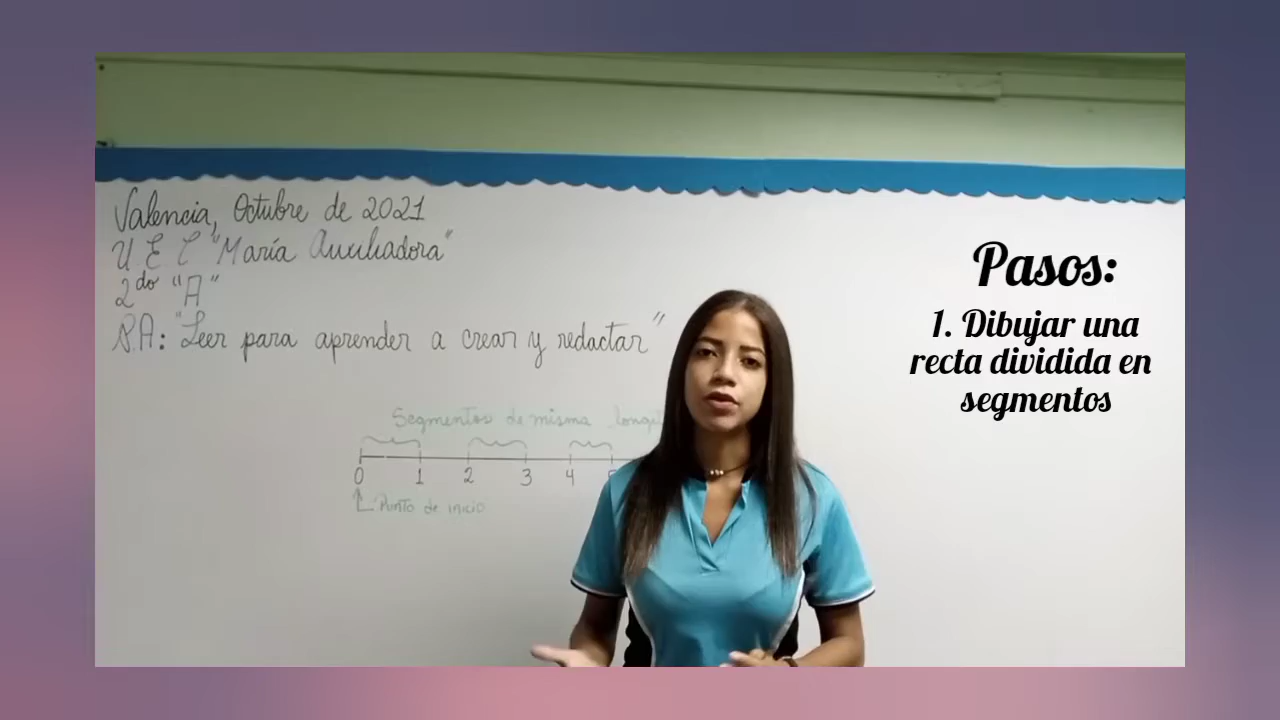 Valencia, Octubre de 2021
U E C "María Auxiliadora"
2do "A"
P.A: "Leer para aprender a crear y redactar"
Segmentos de misma
0 1 2 3 4
Punto de inicio
Pasos:
1. Dibujar una
recta dividida en
segmentos